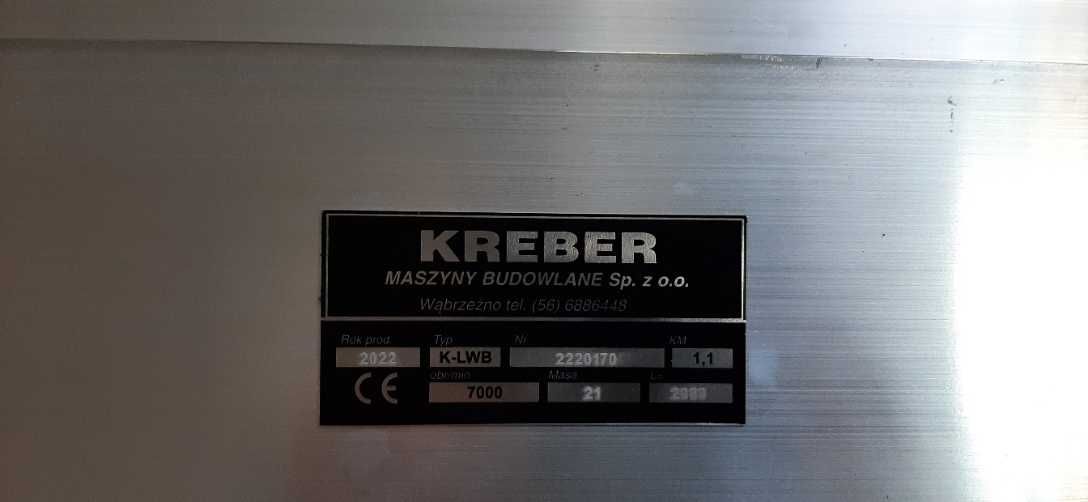 KREBER
MASZYNY BUDOWLANE Sp. z o.o.
Wąbrzeźno tel. (56) 6886448
Rok prod. Typ Nr KM
2022 K-LWB 2220170 1,1
CE obr/min Masa L=
7000 21